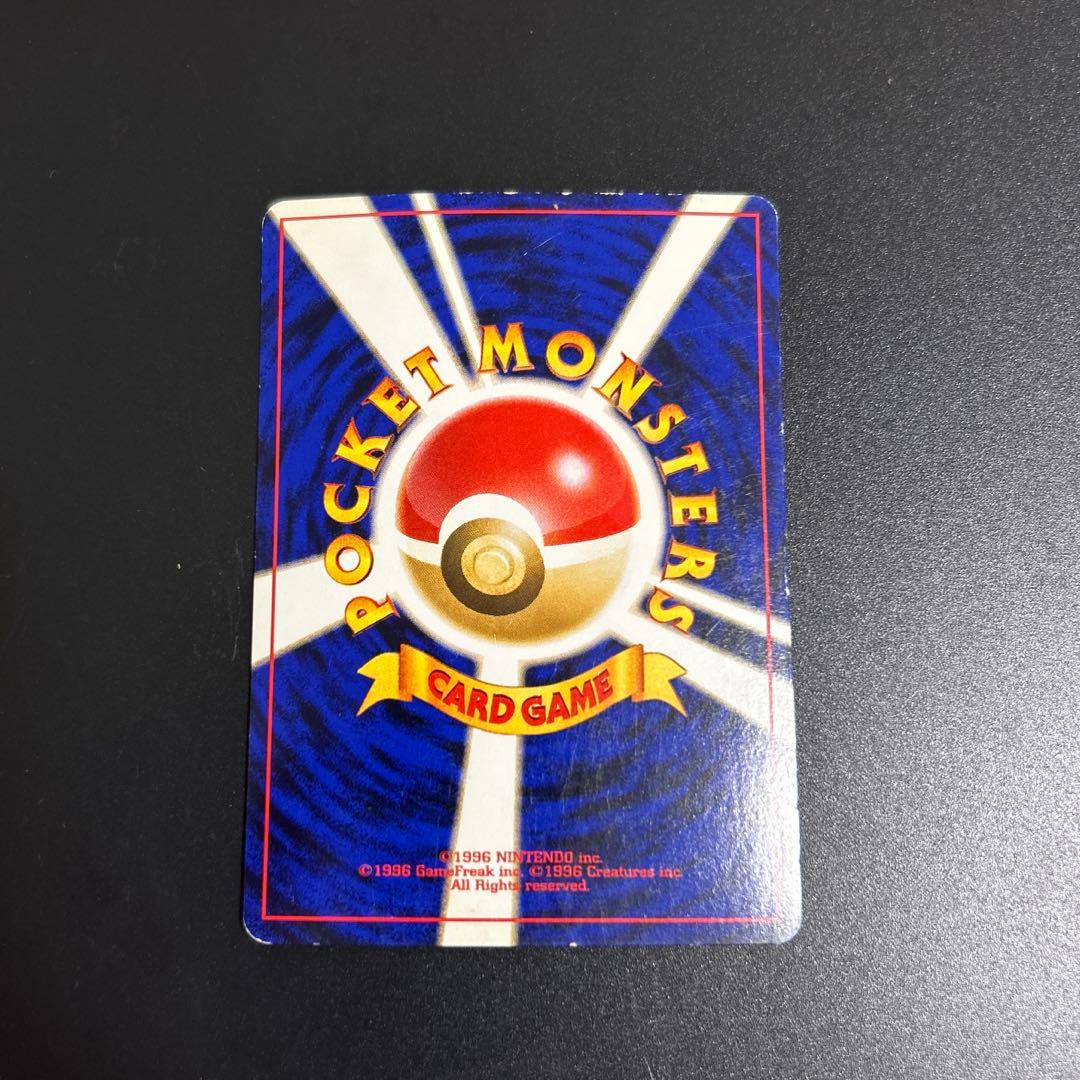 POCKET MONSTERS
CARD GAME
©1996 NINTENDO inc.
©1996 GameFreak inc. ©1996 Creatures inc.
All Rights reserved.